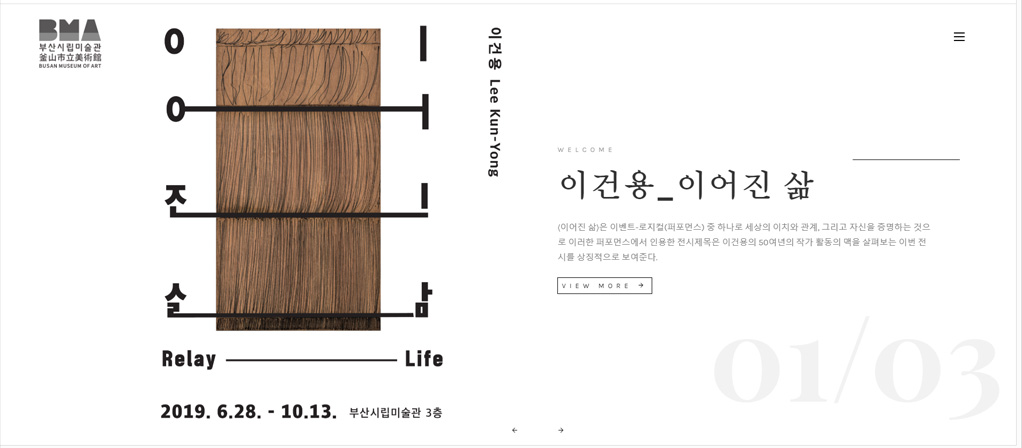 BMA
부산시립미술관
釜山市立美術館
BUSAN MUSEUM OF ART
이
어
진
삶
Relay Life
2019. 6.28. - 10.13. 부산시립미술관 3층
이건용 Lee Kun-Yong
WELCOME
이건용_이어진 삶
(이어진 삶)은 이벤트-로지컬(퍼포먼스) 중 하나로 세상의 이치와 관계, 그리고 자신을 증명하는 것으
로 이러한 퍼포먼스에서 인용한 전시제목은 이건용의 50여년의 작가 활동의 맥을 살펴보는 이번 전
시를 상징적으로 보여준다.
VIEW MORE →
01/03
← →